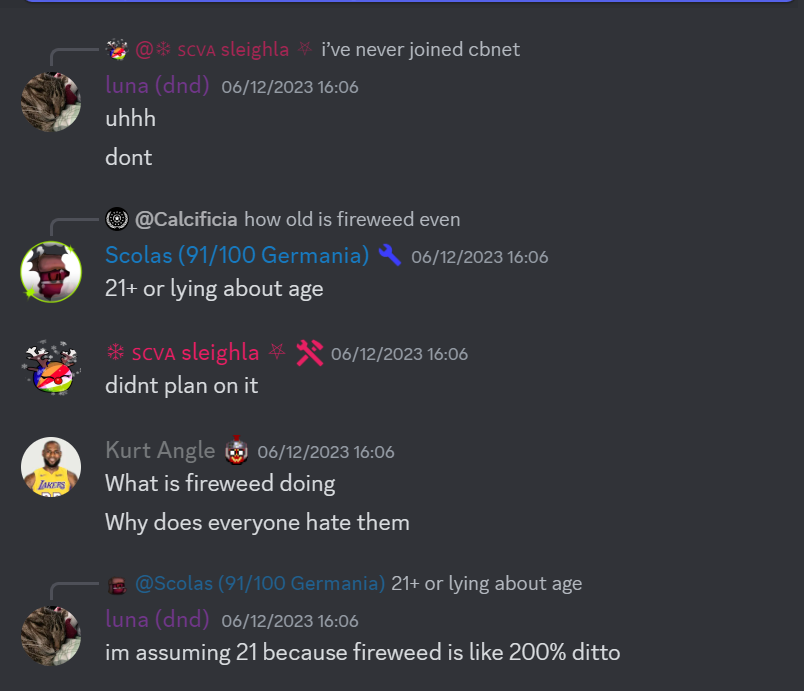 @❄ SCVA sleighla ⛧ i've never joined cbnet
luna (dnd) 06/12/2023 16:06
uhhh
dont
@Calcificia how old is fireweed even
Scolas (91/100 Germania) 06/12/2023 16:06
21+ or lying about age
❄ SCVA sleighla ⛧ 06/12/2023 16:06
didnt plan on it
Kurt Angle 06/12/2023 16:06
What is fireweed doing
Why does everyone hate them
@Scolas (91/100 Germania) 21+ or lying about age
luna (dnd) 06/12/2023 16:06
im assuming 21 because fireweed is like 200% ditto